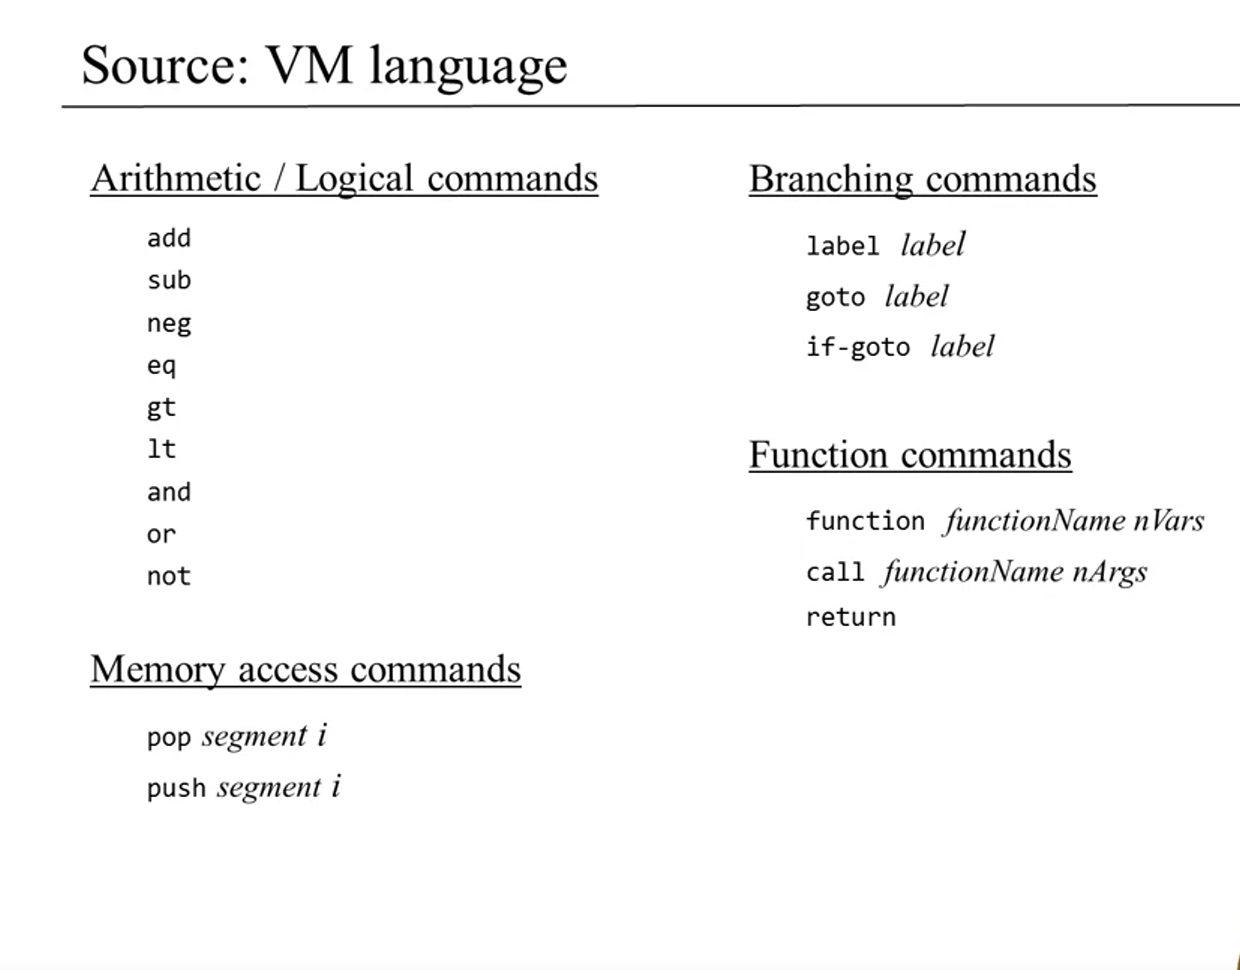 Source: VM language
Arithmetic / Logical commands
add
sub
neg
eq
gt
lt
and
or
not
Memory access commands
pop segment i
push segment i
Branching commands
label label
goto label
if-goto label
Function commands
function functionName nVars
call functionName nArgs
return